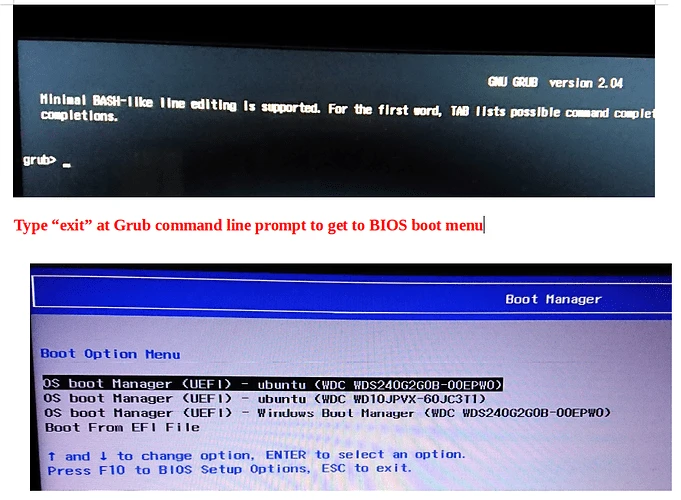 GNU GRUB version 2.04
Minimal BASH-like line editing is supported. For the first word, TAB lists possible command complet
completions.
grub> _
Type “exit” at Grub command line prompt to get to BIOS boot menu
Boot Manager
Boot Option Menu
OS boot Manager (UEFI) - ubuntu (WDC WDS240G2G0B-00EPW0)
OS boot Manager (UEFI) - ubuntu (WDC WD10JPVX-60JC3T1)
OS boot Manager (UEFI) - Windows Boot Manager (WDC WDS240G2G0B-00EPW0)
Boot From EFI File
↑ and ↓ to change option, ENTER to select an option.
Press F10 to BIOS Setup Options, ESC to exit.